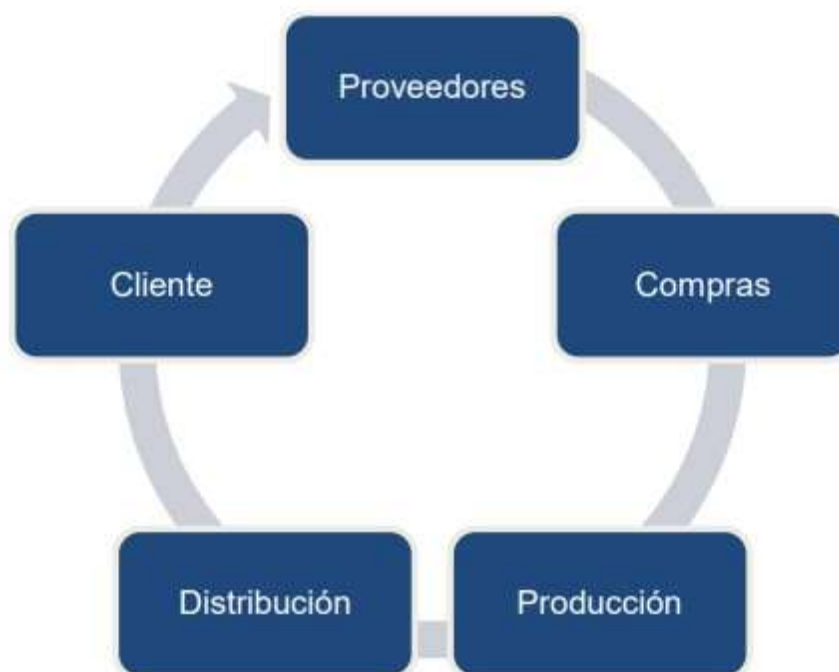 Proveedores
Compras
Producción
Distribución
Cliente